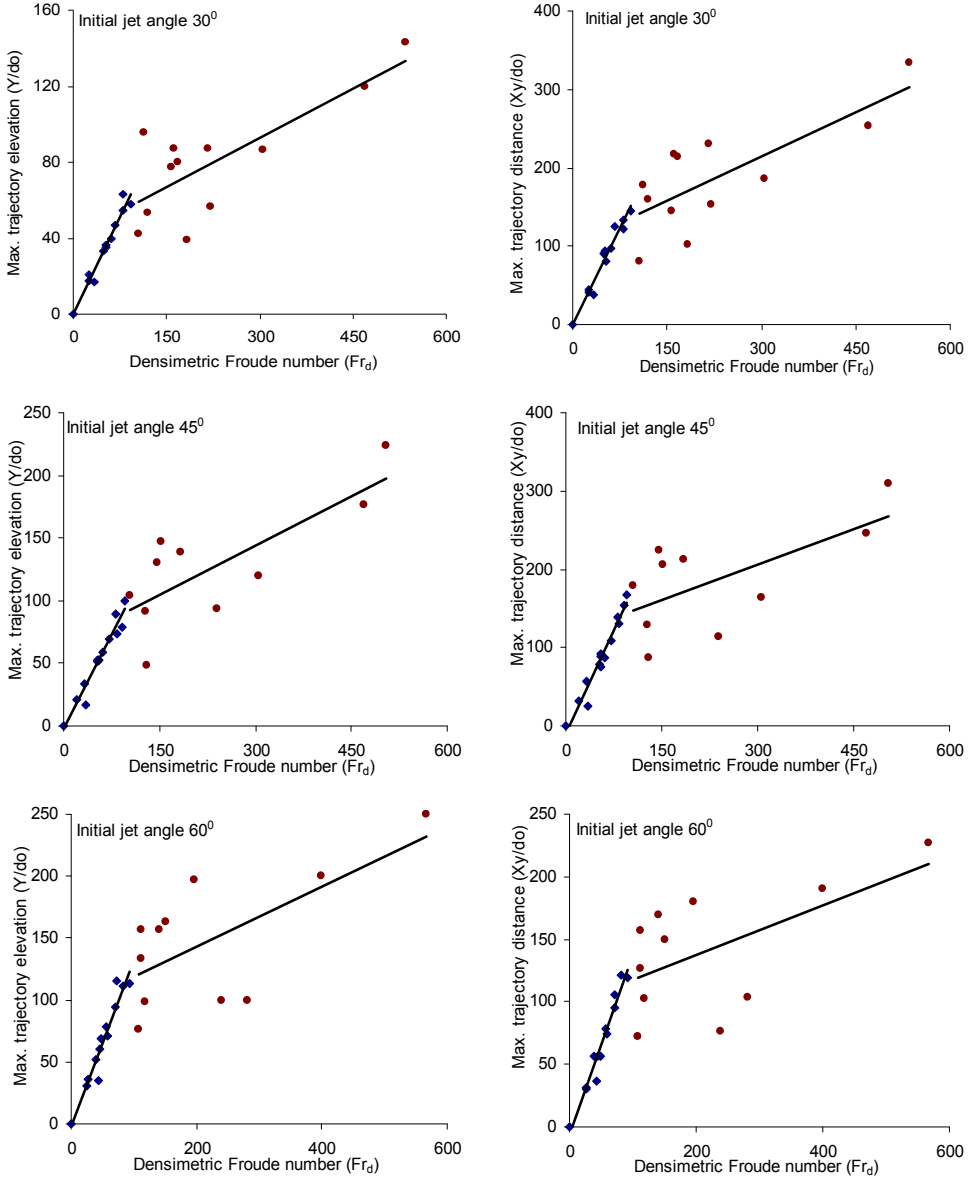 Initial jet angle 30⁰
Max. trajectory elevation (Y/do)
160
120
80
40
0
0 150 300 450 600
Densimetric Froude number (Fr_d)
Initial jet angle 30⁰
Max. trajectory distance (Xy/do)
400
300
200
100
0
0 150 300 450 600
Densimetric Froude number (Fr_d)
Initial jet angle 45⁰
Max. trajectory elevation (Y/do)
250
200
150
100
50
0
0 150 300 450 600
Densimetric Froude number (Fr_d)
Initial jet angle 45⁰
Max. trajectory distance (Xy/do)
400
300
200
100
0
0 150 300 450 600
Densimetric Froude number (Fr_d)
Initial jet angle 60⁰
Max. trajectory elevation (Y/do)
250
200
150
100
50
0
0 200 400 600
Densimetric Froude number (Fr_d)
Initial jet angle 60⁰
Max. trajectory distance (Xy/do)
250
200
150
100
50
0
0 200 400 600
Densimetric Froude number (Fr_d)